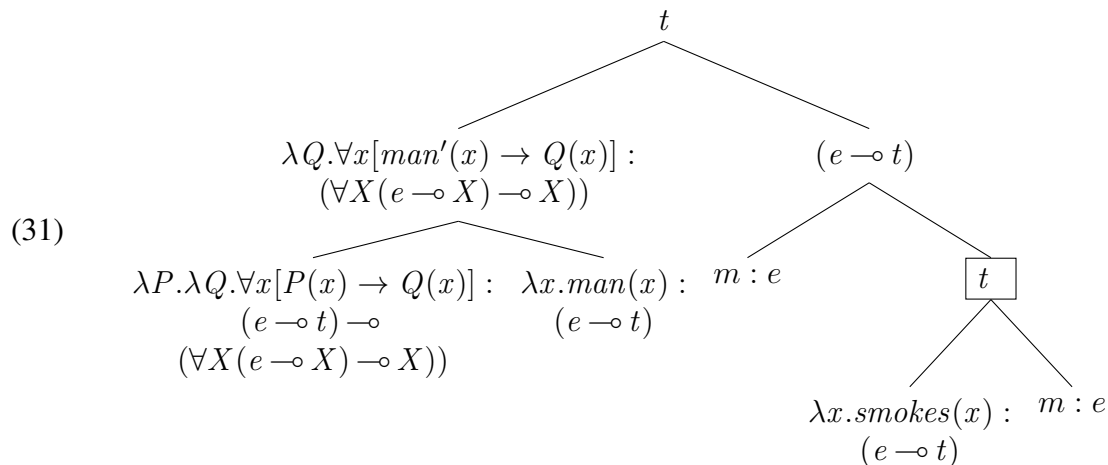 t
λQ.∀x[man′(x) → Q(x)] :
(∀X(e ⊸ X) ⊸ X))
(e ⊸ t)
(31)
λP.λQ.∀x[P(x) → Q(x)] :
(e ⊸ t) ⊸
(∀X(e ⊸ X) ⊸ X))
λx.man(x) :
(e ⊸ t)
m : e
t
λx.smokes(x) :
(e ⊸ t)
m : e